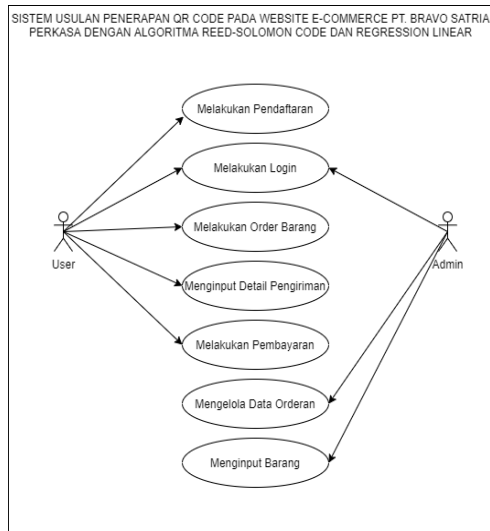 SISTEM USULAN PENERAPAN QR CODE PADA WEBSITE E-COMMERCE PT. BRAVO SATRIA
PERKASA DENGAN ALGORITMA REED-SOLOMON CODE DAN REGRESSION LINEAR
Melakukan Pendaftaran
Melakukan Login
Melakukan Order Barang
User
Admin
Menginput Detail Pengiriman
Melakukan Pembayaran
Mengelola Data Orderan
Menginput Barang